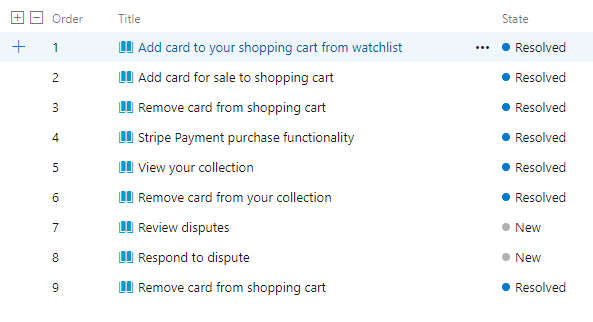 Order Title State
1 Add card to your shopping cart from watchlist ... Resolved
2 Add card for sale to shopping cart Resolved
3 Remove card from shopping cart Resolved
4 Stripe Payment purchase functionality Resolved
5 View your collection Resolved
6 Remove card from your collection Resolved
7 Review disputes New
8 Respond to dispute New
9 Remove card from shopping cart Resolved